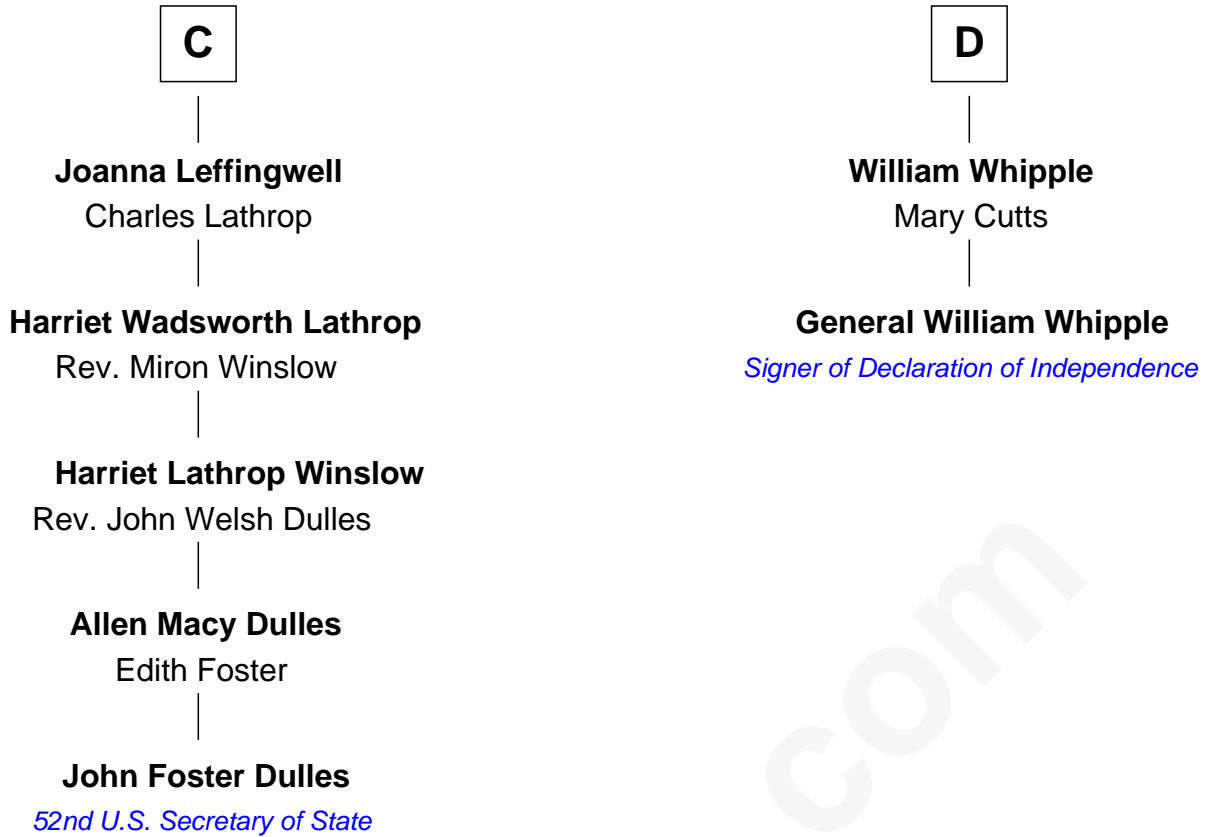 C
Joanna Leffingwell
Charles Lathrop
Harriet Wadsworth Lathrop
Rev. Miron Winslow
Harriet Lathrop Winslow
Rev. John Welsh Dulles
Allen Macy Dulles
Edith Foster
John Foster Dulles
52nd U.S. Secretary of State
D
William Whipple
Mary Cutts
General William Whipple
Signer of Declaration of Independence
com